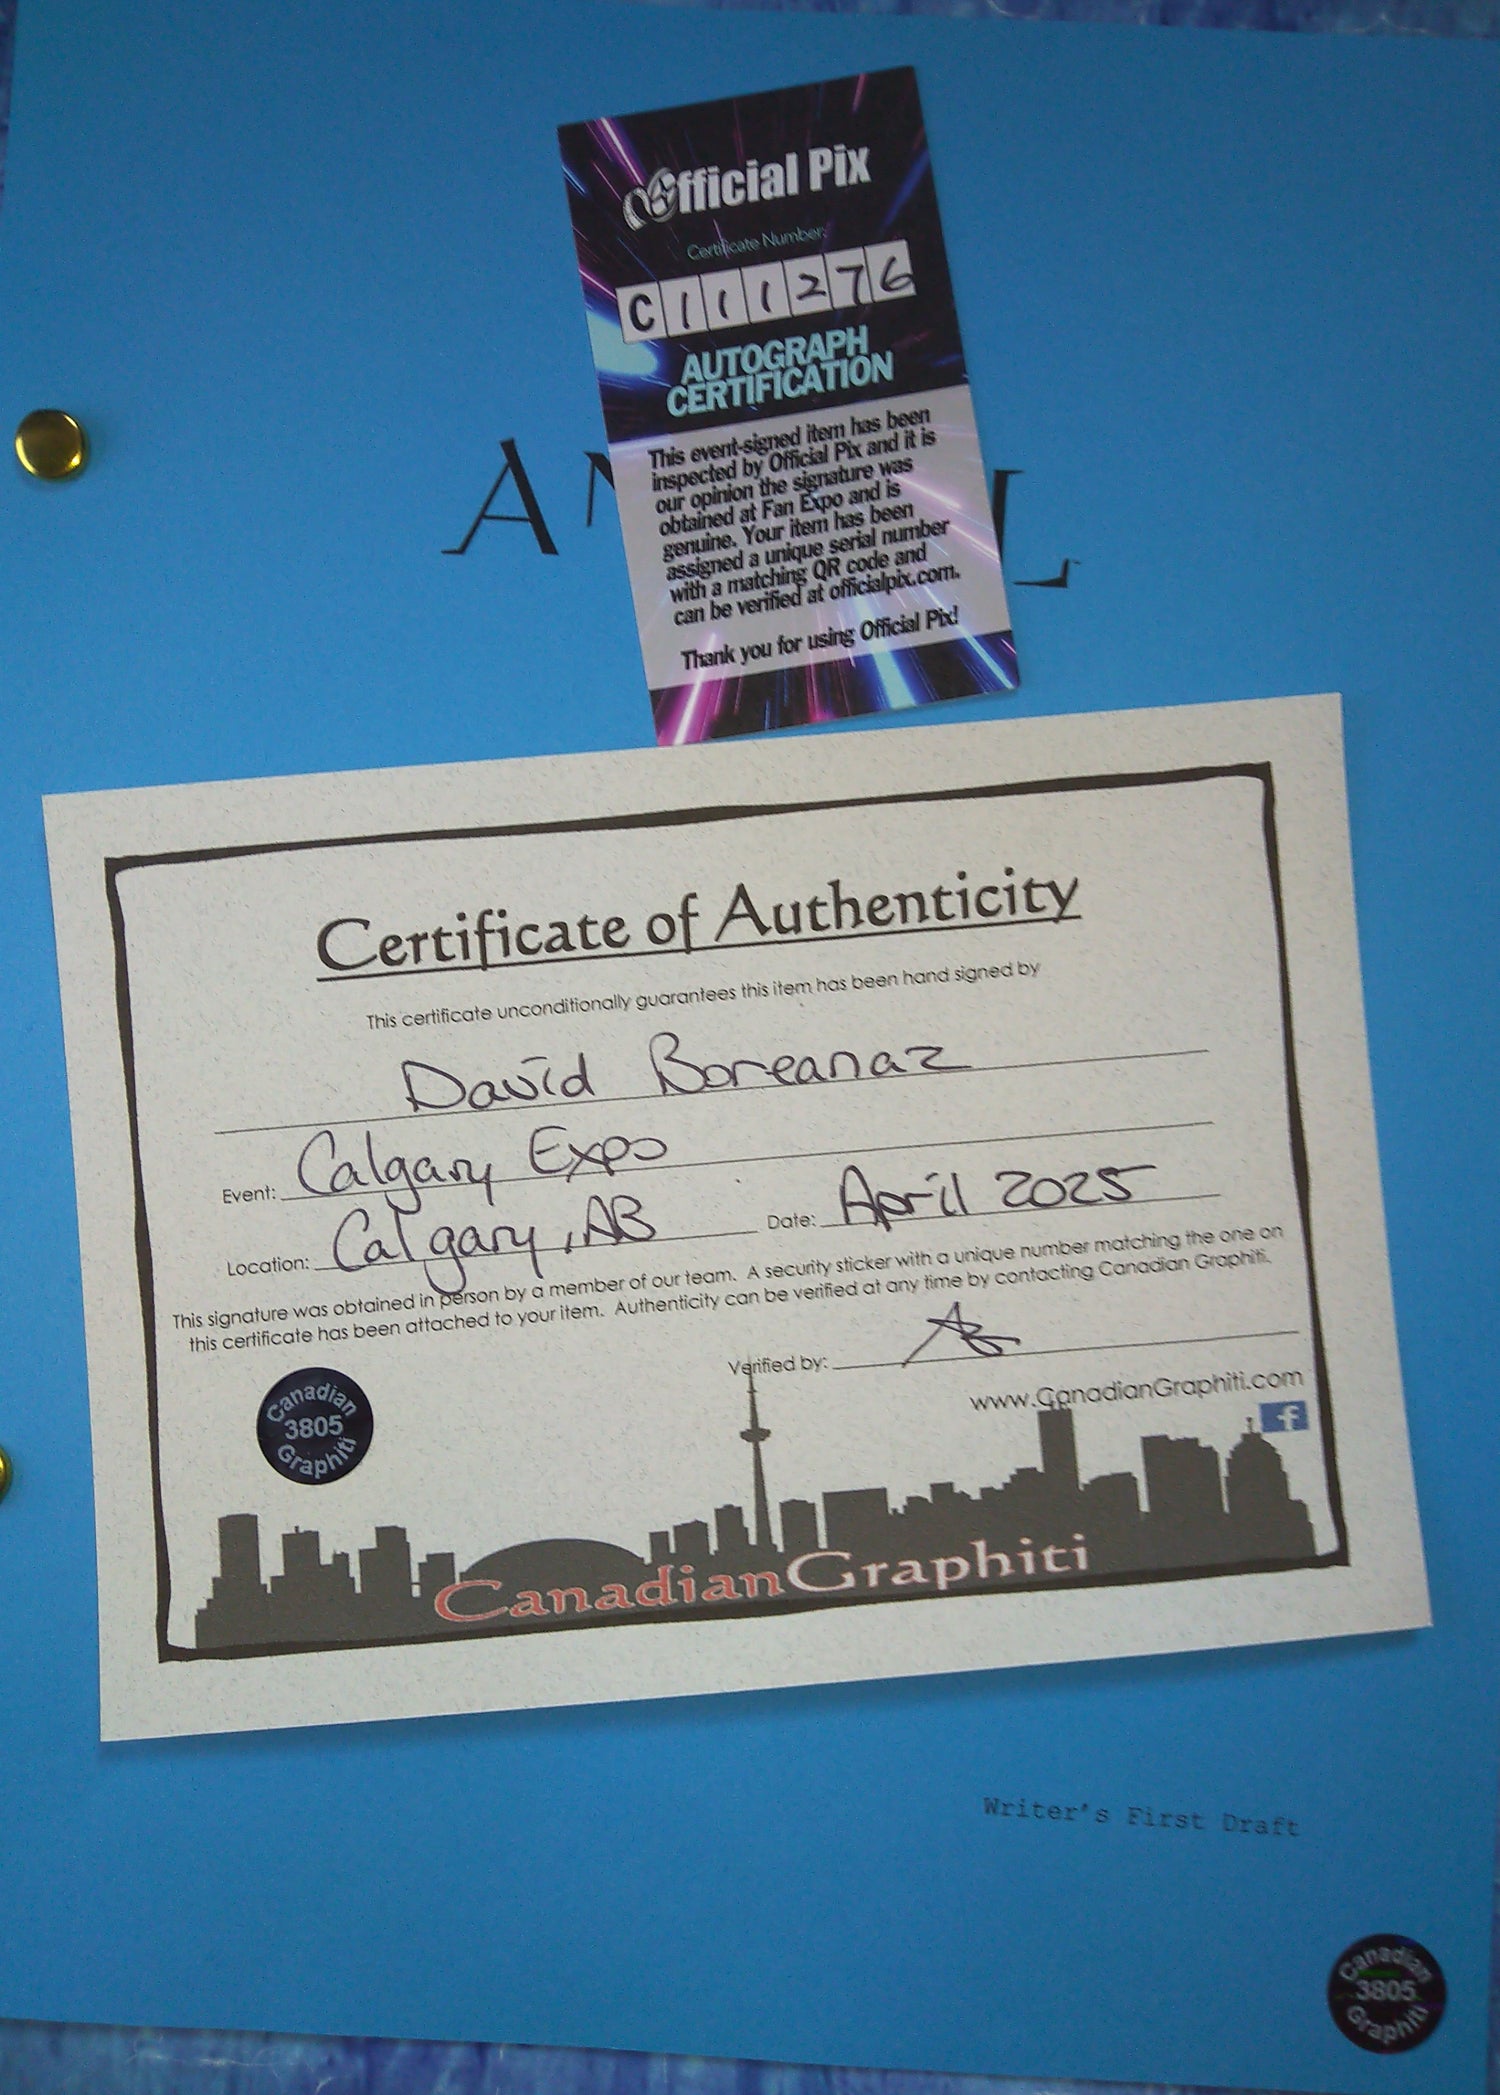 Official Pix
Certificate Number:
C111276
AUTOGRAPH
CERTIFICATION
This event-signed item has been
inspected by Official Pix and it is
our opinion the signature was
obtained at Fan Expo and is
genuine. Your item has been
assigned a unique serial number
with a matching QR code and
can be verified at officialpix.com.
Thank you for using Official Pix!
AN L
Certificate of Authenticity
This certificate unconditionally guarantees this item has been hand signed by
David Boreanaz
Event: Calgary Expo
Location: Calgary, AB Date: April 2025
This signature was obtained in person by a member of our team. A security sticker with a unique number matching the one on
this certificate has been attached to your item. Authenticity can be verified at any time by contacting Canadian Graphiti.
Verified by:
www.CanadianGraphiti.com
f
Canadian
3805
Graphiti
CanadianGraphiti
Writer's First Draft
Canadian
3805
Graphiti